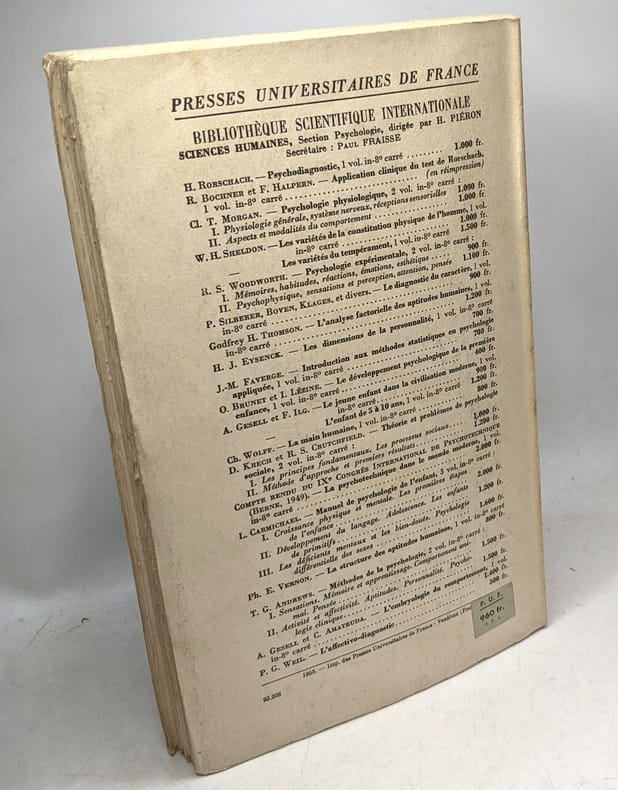 PRESSES UNIVERSITAIRES DE FRANCE
BIBLIOTHÈQUE SCIENTIFIQUE INTERNATIONALE
SCIENCES HUMAINES, Section Psychologie, dirigée par H. PIÉRON
Secrétaire : PAUL FRAISSE
H. RORSCHACH. — Psychodiagnostic, 1 vol. in-8° carré 1.000 fr.
R. BOCHNER et F. HALPERN. — Application clinique du test de Rorschach,
1 vol. in-8° carré (en réimpression)
Cl. T. MORGAN. — Psychologie physiologique, 2 vol. in-8° carré :
I. Physiologie générale, système nerveux, réceptions sensorielles 1.000 fr.
II. Aspects et modalités du comportement 1.000 fr.
W. H. SHELDON. — Les variétés de la constitution physique de l'homme, 1 vol.
in-8° carré 1.000 fr.
— Les variétés du tempérament, 1 vol. in-8° carré 1.500 fr.
R. S. WOODWORTH. — Psychologie expérimentale, 2 vol. in-8° carré :
I. Mémoires, habitudes, réactions, émotions, esthétique 900 fr.
II. Psychophysique, sensations et perception, attention, pensée 1.100 fr.
P. SILBERER, BOVEN, KLAGES, et divers. — Le diagnostic du caractère, 1 vol.
in-8° carré 900 fr.
Godfrey H. THOMSON. — L'analyse factorielle des aptitudes humaines, 1 vol.
in-8° carré 1.200 fr.
H. J. EYSENCK. — Les dimensions de la personnalité, 1 vol. in-8° carré
700 fr.
J.-M. FAVERGE. — Introduction aux méthodes statistiques en psychologie
appliquée, 1 vol. in-8° carré 700 fr.
O. BRUNET et I. LÉZINE. — Le développement psychologique de la première
enfance, 1 vol. in-8° carré 400 fr.
A. GESELL et F. ILG. — Le jeune enfant dans la civilisation moderne, 1 vol.
in-8° carré 900 fr.
— L'enfant de 5 à 10 ans, 1 vol. in-8° carré 1.200 fr.
Ch. WOLFF. — La main humaine, 1 vol. in-8° carré 800 fr.
D. KRECH et R. S. CRUTCHFIELD. — Théorie et problèmes de psychologie
sociale, 2 vol. in-8° carré :
I. Les principes fondamentaux. Les processus sociaux 1.000 fr.
II. Méthode d'approche et premiers résultats 1.200 fr.
COMPTE RENDU DU IXe CONGRÈS INTERNATIONAL DE PSYCHOTECHNIQUE
(BERNE, 1949). — La psychotechnique dans le monde moderne, 1 vol.
in-8° carré 2.000 fr.
L. CARMICHAEL. — Manuel de psychologie de l'enfant, 3 vol. in-8° carré :
I. Croissance physique et mentale. Les premières étapes
de l'enfance 2.000 fr.
II. Développement du langage. Adolescence. Les enfants
de primitifs 1.200 fr.
III. Les déficients mentaux et les bien-doués. Psychologie
différentielle des sexes 1.600 fr.
Ph. E. VERNON. — La structure des aptitudes humaines, 1 vol. in-8° carré
800 fr.
T. G. ANDREWS. — Méthodes de la psychologie, 2 vol. in-8° carré :
I. Sensations. Mémoire et apprentissage. Comportement ani-
mal. Pensée 1.500 fr.
II. Activité et affectivité. Aptitudes. Personnalité. Psycho-
logie clinique 1.500 fr.
A. GESELL et C. AMATRUDA. — L'embryologie du comportement, 1 vol.
in-8° carré 1.400 fr.
P. G. WEIL. — L'affectivo-diagnostic 500 fr.
1953. — Imp. des Presses Universitaires de France. - Vendôme
P. U. F.
960 fr.